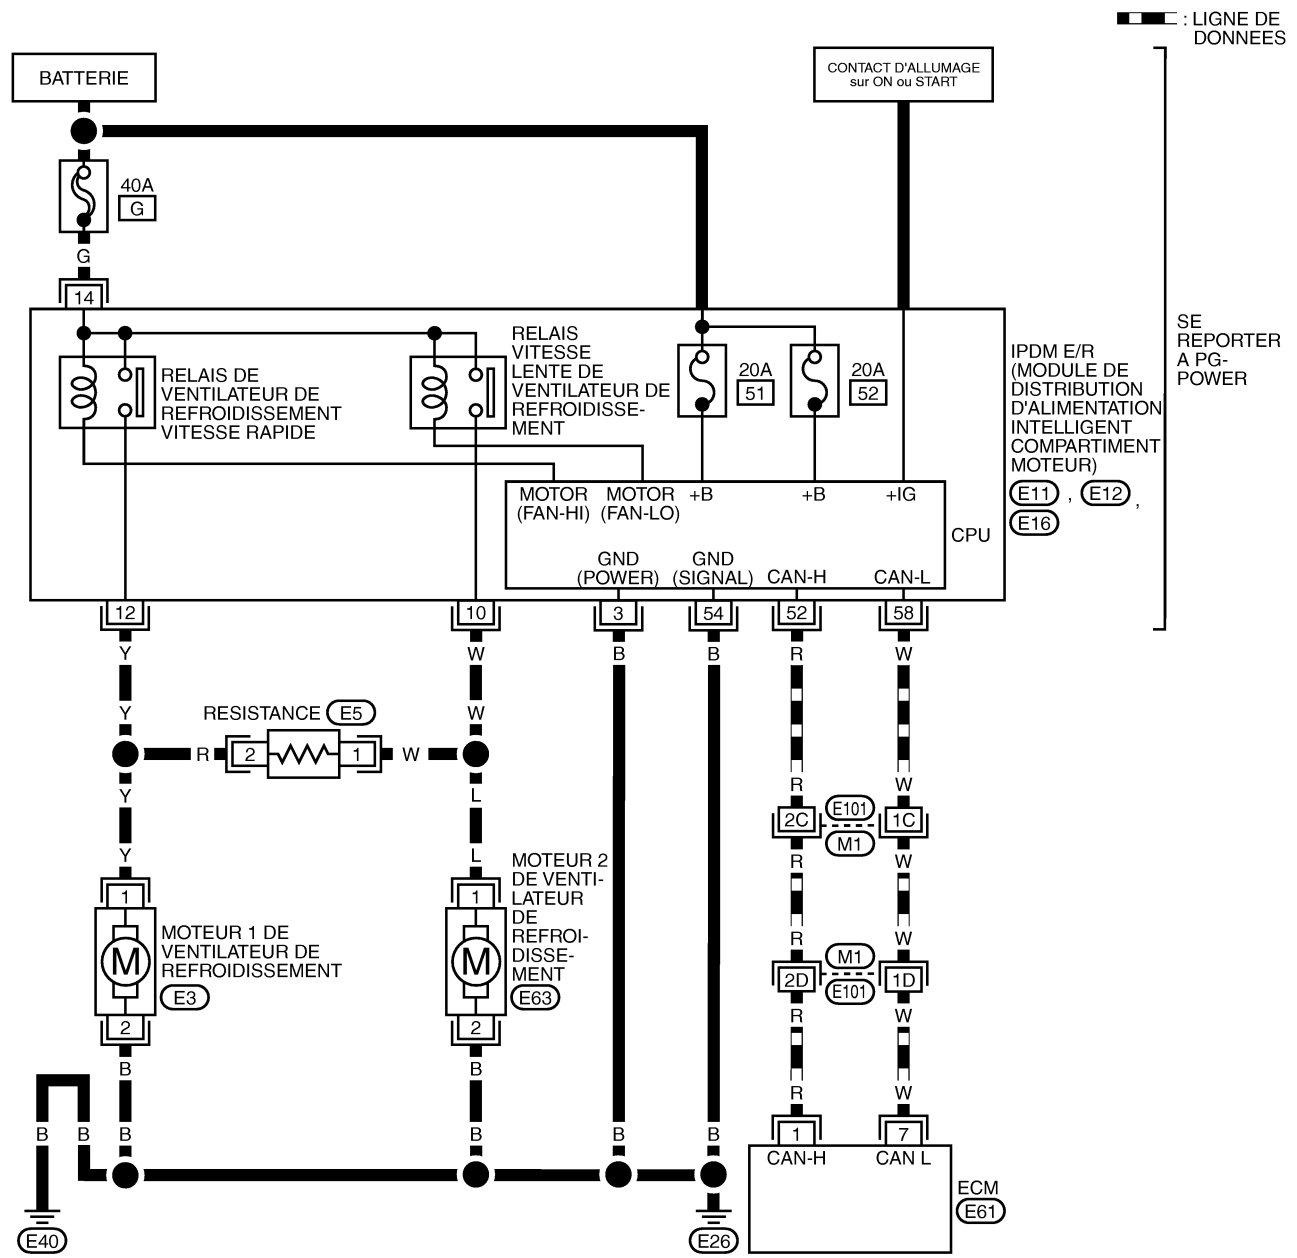 : LIGNE DE
DONNEES
BATTERIE
CONTACT D'ALLUMAGE
sur ON ou START
40A
G
G
14
SE
REPORTER
A PG-
POWER
RELAIS DE
VENTILATEUR DE
REFROIDISSEMENT
VITESSE RAPIDE
RELAIS
VITESSE
LENTE DE
VENTILATEUR DE
REFROIDISSE-
MENT
20A
51
20A
52
IPDM E/R
(MODULE DE
DISTRIBUTION
D'ALIMENTATION
INTELLIGENT
COMPARTIMENT
MOTEUR)
E11 , E12 ,
E16
MOTOR
(FAN-HI)
MOTOR
(FAN-LO)
+B
+B
+IG
CPU
GND
(POWER)
GND
(SIGNAL)
CAN-H
CAN-L
12
10
3
54
52
58
Y
W
B
B
R
W
Y
W
RESISTANCE E5
R
2
1
W
Y
L
R
W
2C
E101
M1
1C
Y
L
R
W
1
1
MOTEUR 1 DE
VENTILATEUR DE
REFROIDISSEMENT
E3
M
MOTEUR 2
DE VENTI-
LATEUR
DE
REFROI-
DISSE-
MENT
E63
M
R
W
2D
M1
E101
1D
2
2
R
W
B
B
R
W
B
B
B
B
B
B
1
7
CAN-H
CAN L
ECM
E61
E40
E26